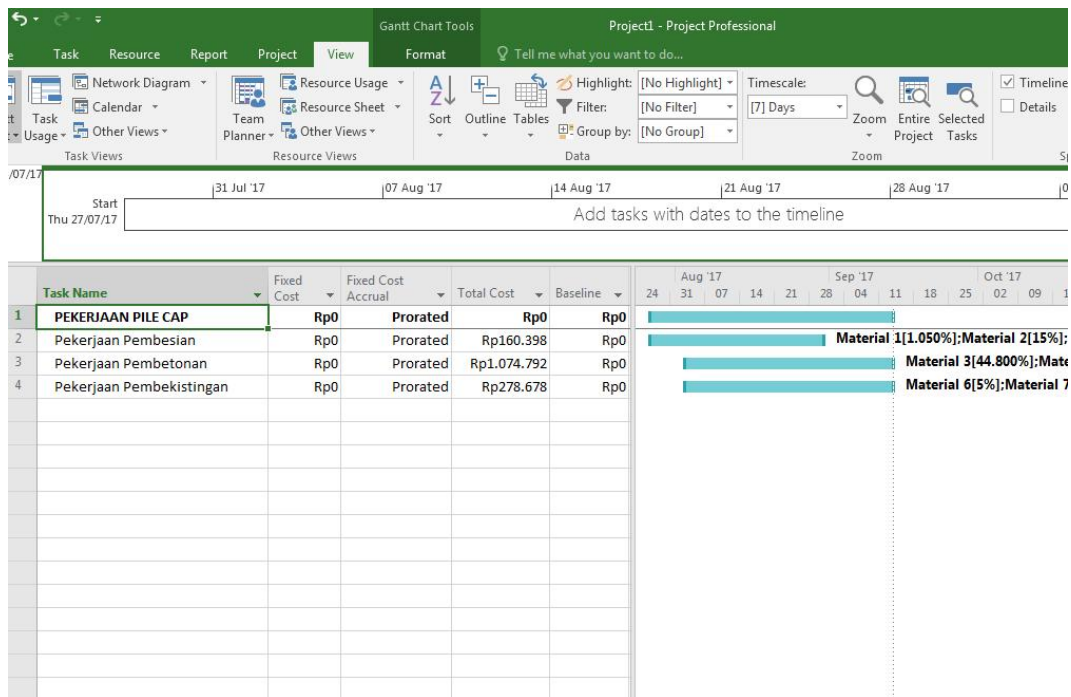 Gantt Chart Tools
Project1 - Project Professional
Task Resource Report Project View Format Tell me what you want to do...
Network Diagram
Calendar
Other Views
Task Usage
Task Views
Team Planner
Resource Usage
Resource Sheet
Other Views
Resource Views
Sort Outline Tables
Highlight: [No Highlight]
Filter: [No Filter]
Group by: [No Group]
Data
Timescale:
[7] Days
Zoom Entire Project Selected Tasks
Zoom
Timeline
Details
/07/17
31 Jul '17 07 Aug '17 14 Aug '17 21 Aug '17 28 Aug '17
Start
Thu 27/07/17
Add tasks with dates to the timeline
Task Name Fixed Cost Fixed Cost Accrual Total Cost Baseline
Aug '17 Sep '17 Oct '17
24 31 07 14 21 28 04 11 18 25 02 09
1 PEKERJAAN PILE CAP Rp0 Prorated Rp0 Rp0
2 Pekerjaan Pembesian Rp0 Prorated Rp160.398 Rp0 Material 1[1.050%];Material 2[15%];
3 Pekerjaan Pembetonan Rp0 Prorated Rp1.074.792 Rp0 Material 3[44.800%];Mate
4 Pekerjaan Pembekistingan Rp0 Prorated Rp278.678 Rp0 Material 6[5%];Material 7